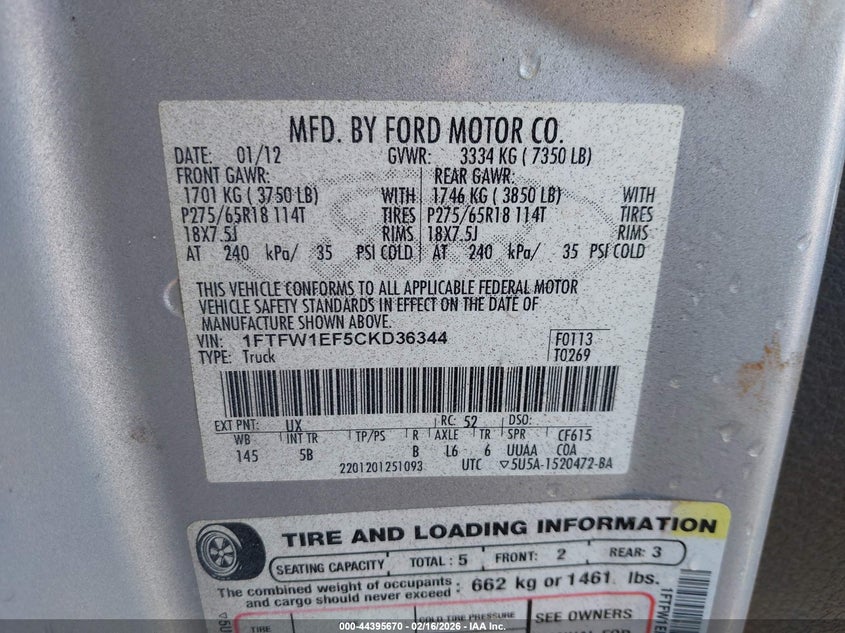 MFD. BY FORD MOTOR CO.
DATE: 01/12 GVWR: 3334 KG ( 7350 LB)
FRONT GAWR: REAR GAWR:
1701 KG ( 3750 LB) WITH 1746 KG ( 3850 LB) WITH
P275/65R18 114T TIRES P275/65R18 114T TIRES
18X7.5J RIMS 18X7.5J RIMS
AT 240 kPa/ 35 PSI COLD AT 240 kPa/ 35 PSI COLD
THIS VEHICLE CONFORMS TO ALL APPLICABLE FEDERAL MOTOR
VEHICLE SAFETY STANDARDS IN EFFECT ON THE DATE OF
MANUFACTURE SHOWN ABOVE.
VIN: 1FTFW1EF5CKD36344 F0113
TYPE: Truck T0269
EXT PNT: UX RC: 52 DSO:
WB INT TR TP/PS R AXLE TR SPR CF615
145 5B B L6 6 UUAA COA
2201201251093 UTC ▽5U5A-1520472-BA
TIRE AND LOADING INFORMATION
SEATING CAPACITY TOTAL : 5 FRONT: 2 REAR: 3
The combined weight of occupants : 662 kg or 1461 lbs.
and cargo should never exceed
TIRE COLD TIRE PRESSURE SEE OWNERS
1FTFW1E
000-44395670 - 02/16/2026 - IAA Inc.